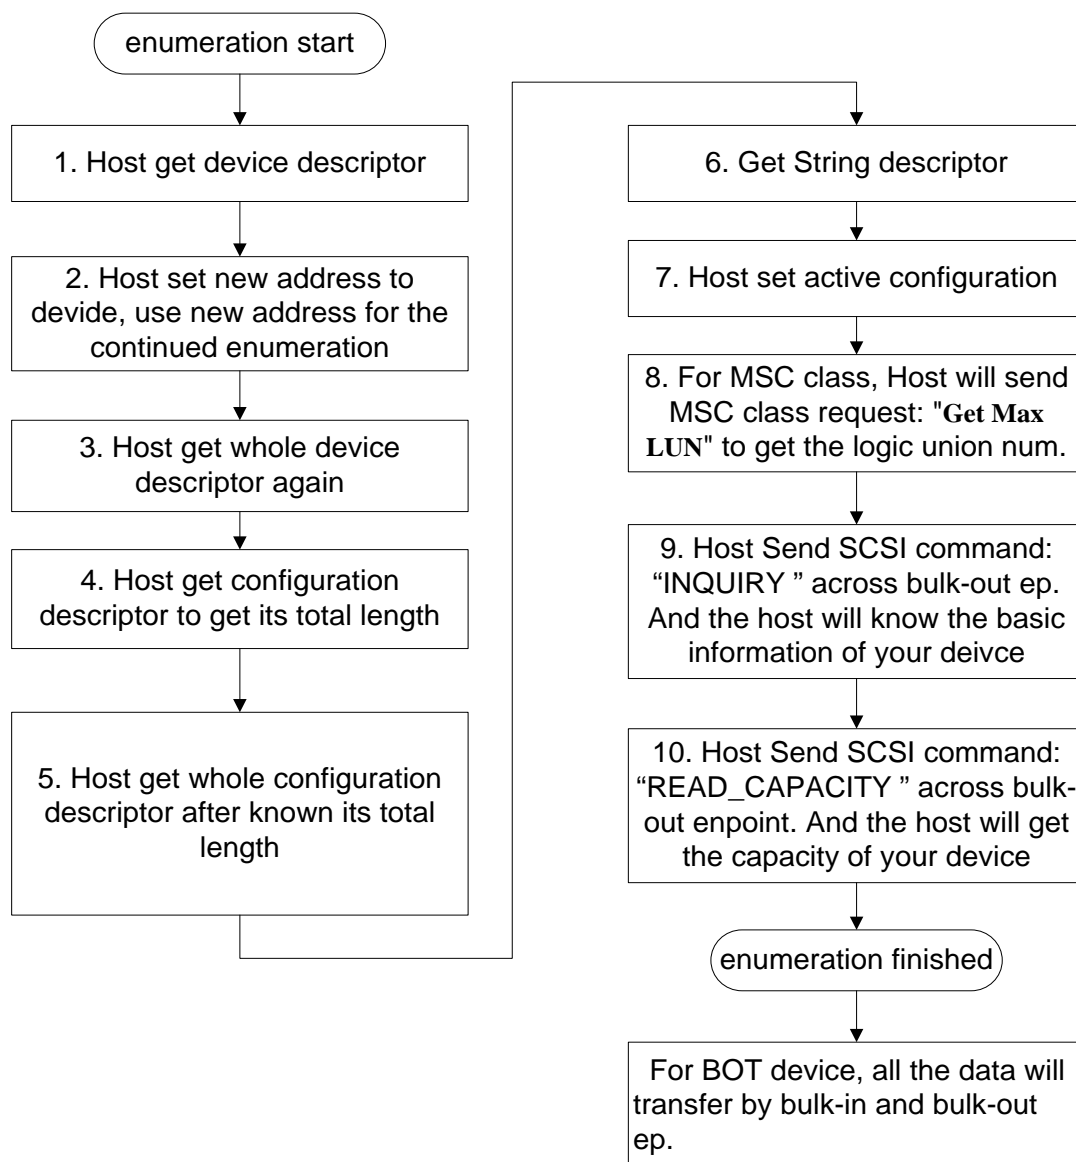 enumeration start
1. Host get device descriptor
2. Host set new address to
devide, use new address for the
continued enumeration
3. Host get whole device
descriptor again
4. Host get configuration
descriptor to get its total length
5. Host get whole configuration
descriptor after known its total
length
6. Get String descriptor
7. Host set active configuration
8. For MSC class, Host will send
MSC class request: "Get Max
LUN" to get the logic union num.
9. Host Send SCSI command:
“INQUIRY ” across bulk-out ep.
And the host will know the basic
information of your deivce
10. Host Send SCSI command:
“READ_CAPACITY ” across bulk-
out enpoint. And the host will get
the capacity of your device
enumeration finished
For BOT device, all the data will
transfer by bulk-in and bulk-out
ep.